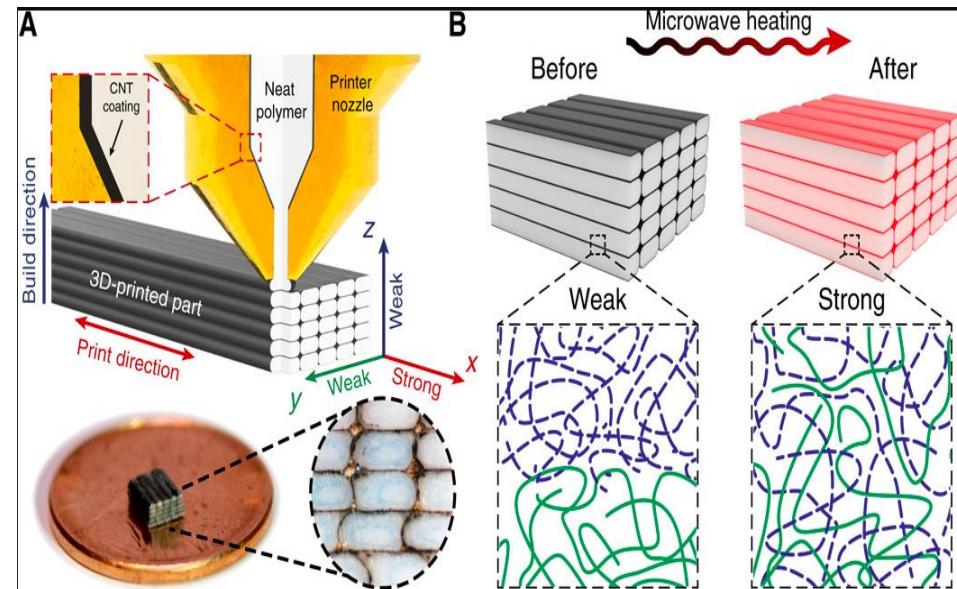 A
CNT
coating
Neat
polymer
Printer
nozzle
Build direction
3D-printed part
Print direction
z
Weak
x
Strong
Weak
y
B
Microwave heating
Before
After
Weak
Strong